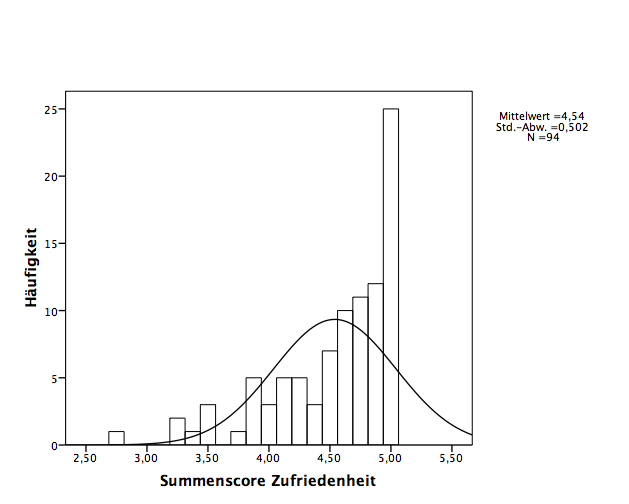 25
20
15
10
5
0
Häufigkeit
2,50 3,00 3,50 4,00 4,50 5,00 5,50
Summenscore Zufriedenheit
Mittelwert =4,54
Std.-Abw. =0,502
N =94